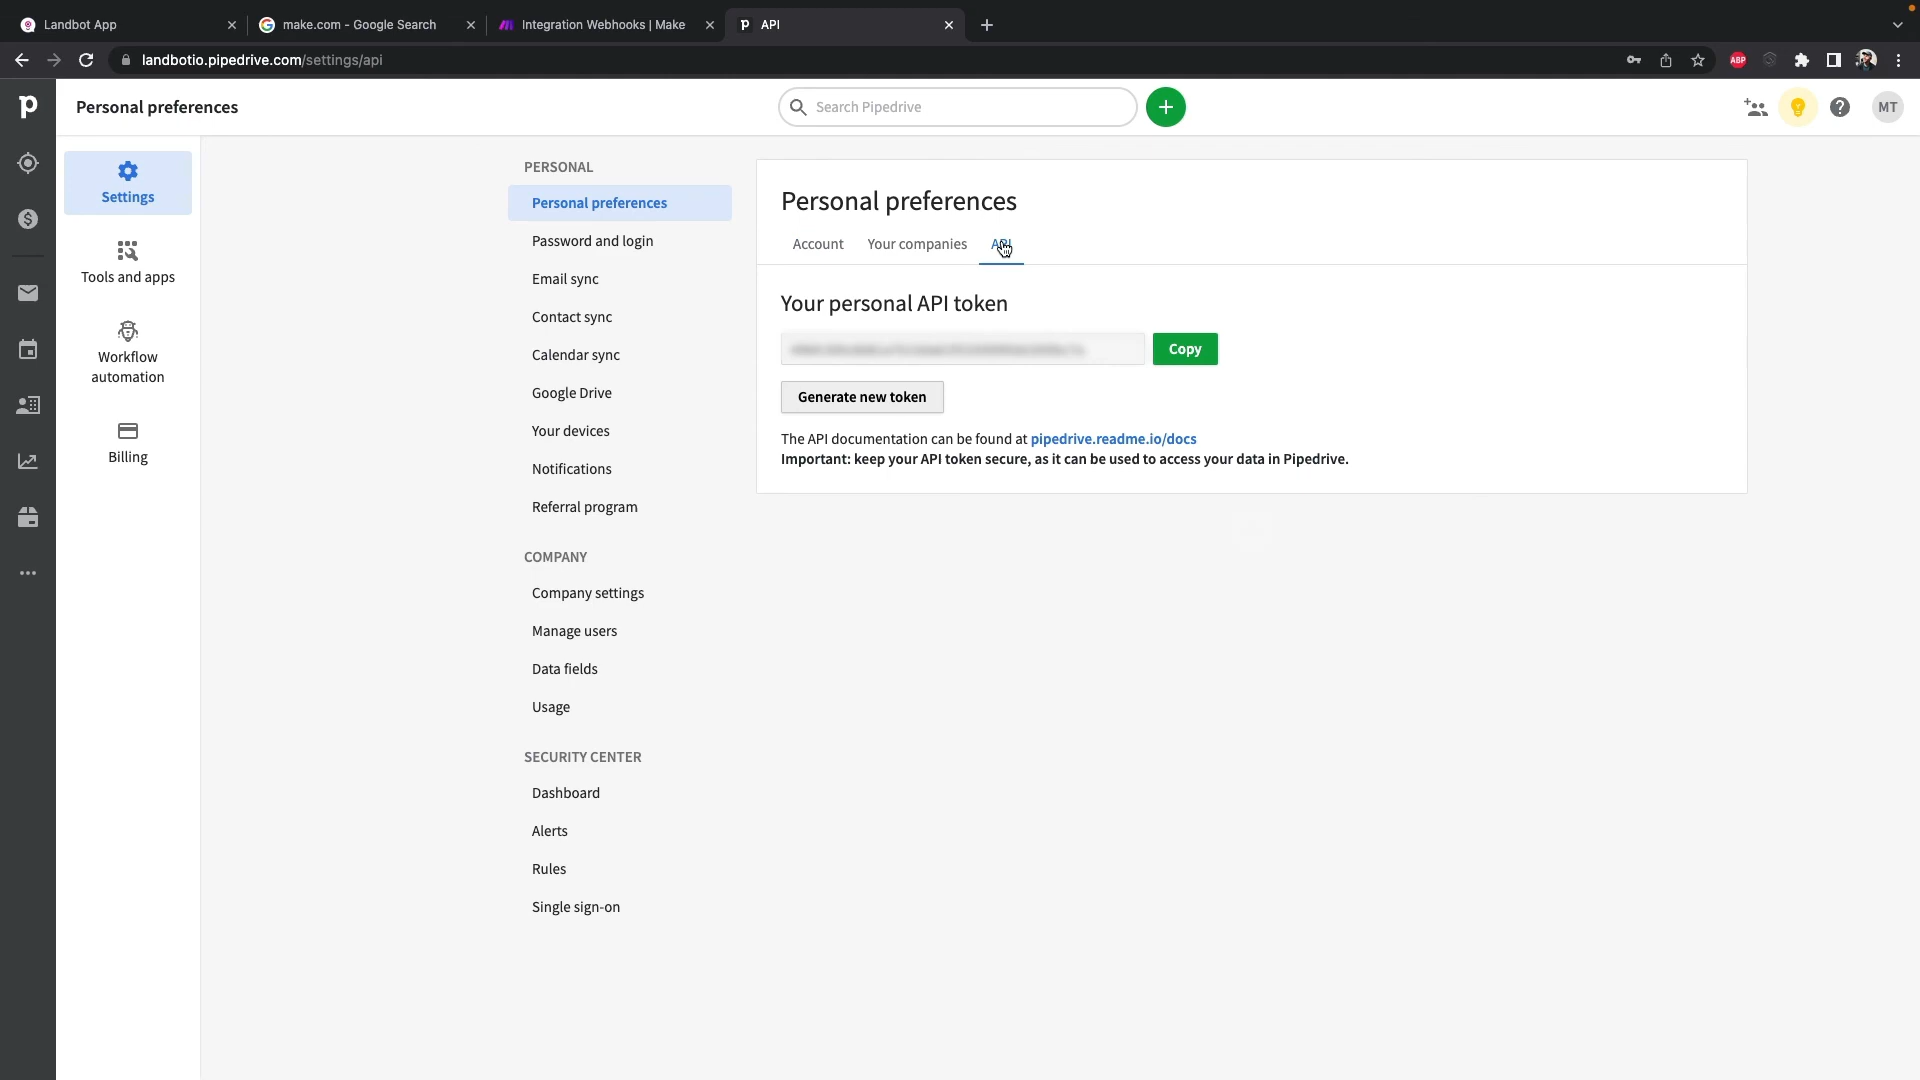 Landbot App
make.com - Google Search
Integration Webhooks | Make
API
landbotio.pipedrive.com/settings/api
ABP
Personal preferences
Search Pipedrive
MT
Settings
Tools and apps
Workflow
automation
Billing
PERSONAL
Personal preferences
Password and login
Email sync
Contact sync
Calendar sync
Google Drive
Your devices
Notifications
Referral program
COMPANY
Company settings
Manage users
Data fields
Usage
SECURITY CENTER
Dashboard
Alerts
Rules
Single sign-on
Personal preferences
Account
Your companies
API
Your personal API token
Copy
Generate new token
The API documentation can be found at pipedrive.readme.io/docs
Important: keep your API token secure, as it can be used to access your data in Pipedrive.